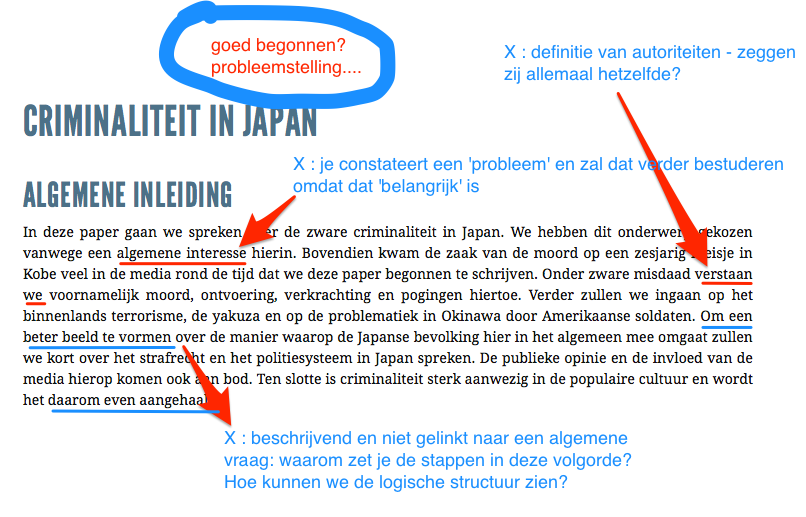 goed begonnen?
probleemstelling....
X : definitie van autoriteiten - zeggen
zij allemaal hetzelfde?
CRIMINALITEIT IN JAPAN
X : je constateert een 'probleem' en zal dat verder bestuderen
omdat dat 'belangrijk' is
ALGEMENE INLEIDING
In deze paper gaan we spreken over de zware criminaliteit in Japan. We hebben dit onderwerp gekozen
vanwege een algemene interesse hierin. Bovendien kwam de zaak van de moord op een zesjarig meisje in
Kobe veel in de media rond de tijd dat we deze paper begonnen te schrijven. Onder zware misdaad verstaan
we voornamelijk moord, ontvoering, verkrachting en pogingen hiertoe. Verder zullen we ingaan op het
binnenlands terrorisme, de yakuza en op de problematiek in Okinawa door Amerikaanse soldaten. Om een
beter beeld te vormen over de manier waarop de Japanse bevolking hier in het algemeen mee omgaat zullen
we kort over het strafrecht en het politiesysteem in Japan spreken. De publieke opinie en de invloed van de
media hierop komen ook aan bod. Ten slotte is criminaliteit sterk aanwezig in de populaire cultuur en wordt
het daarom even aangehaald.
X : beschrijvend en niet gelinkt naar een algemene
vraag: waarom zet je de stappen in deze volgorde?
Hoe kunnen we de logische structuur zien?